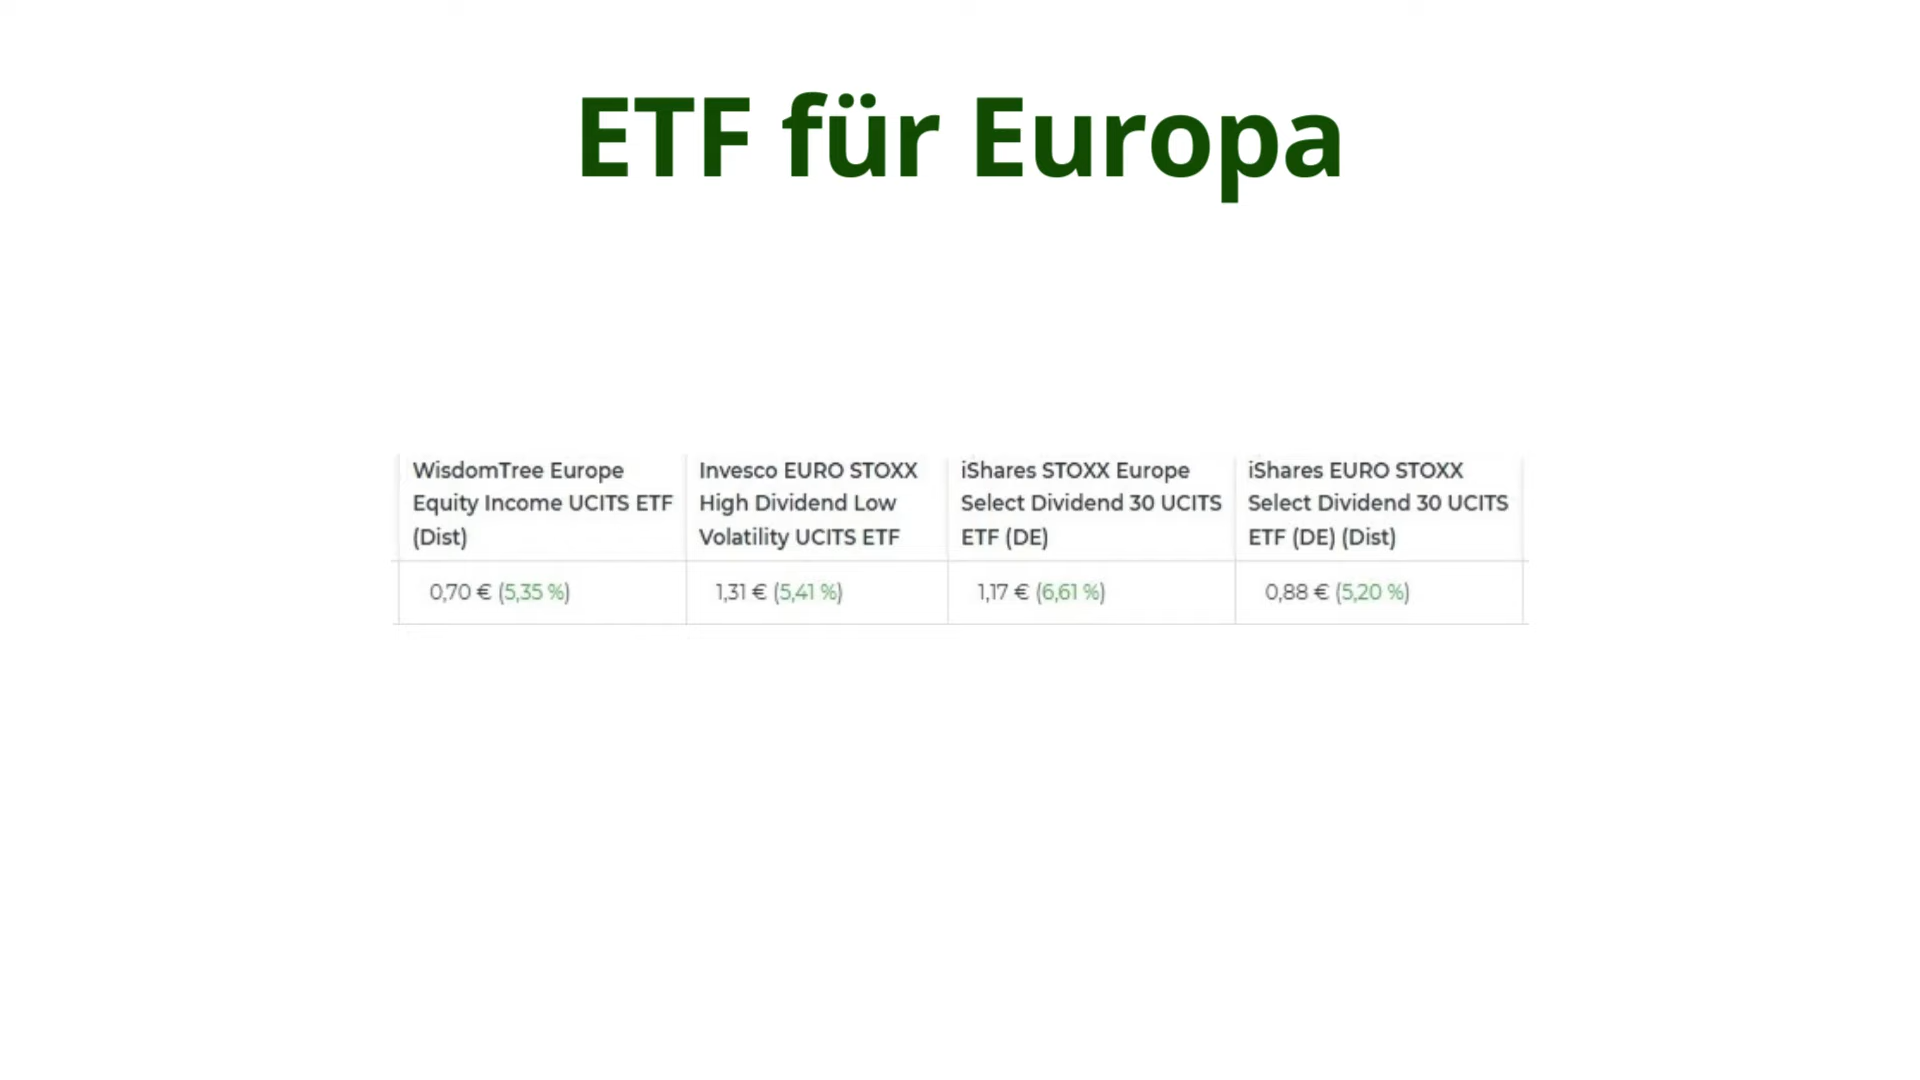 ETF für Europa
WisdomTree Europe
Equity Income UCITS ETF
(Dist)
Invesco EURO STOXX
High Dividend Low
Volatility UCITS ETF
iShares STOXX Europe
Select Dividend 30 UCITS
ETF (DE)
iShares EURO STOXX
Select Dividend 30 UCITS
ETF (DE) (Dist)
0,70 € (5,35 %)
1,31 € (5,41 %)
1,17 € (6,61 %)
0,88 € (5,20 %)